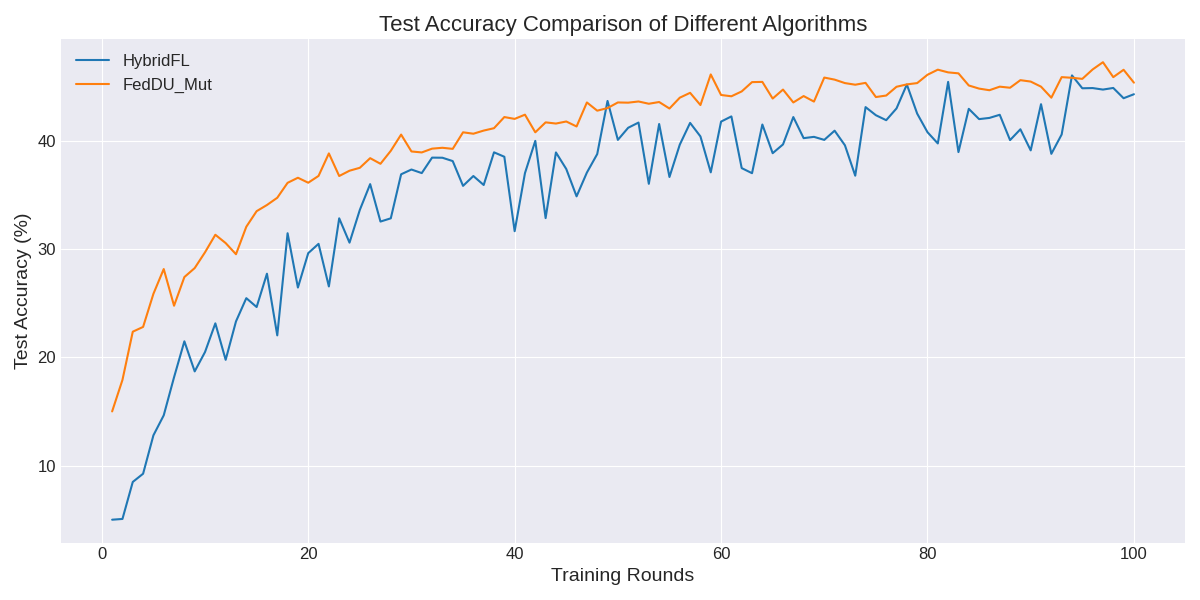 Test Accuracy Comparison of Different Algorithms
HybridFL
FedDU_Mut
Test Accuracy (%)
40
30
20
10
0 20 40 60 80 100
Training Rounds